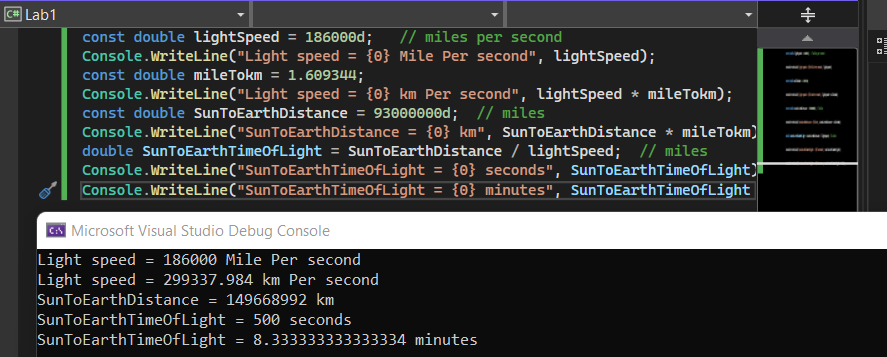 C# Lab1
const double lightSpeed = 186000d;   // miles per second
Console.WriteLine("Light speed = {0} Mile Per second", lightSpeed);
const double mileTokm = 1.609344;
Console.WriteLine("Light speed = {0} km Per second", lightSpeed * mileTokm);
const double SunToEarthDistance = 93000000d;  // miles
Console.WriteLine("SunToEarthDistance = {0} km", SunToEarthDistance * mileTokm)
double SunToEarthTimeOfLight = SunToEarthDistance / lightSpeed;  // miles
Console.WriteLine("SunToEarthTimeOfLight = {0} seconds", SunToEarthTimeOfLight)
Console.WriteLine("SunToEarthTimeOfLight = {0} minutes", SunToEarthTimeOfLight
C:\ Microsoft Visual Studio Debug Console
Light speed = 186000 Mile Per second
Light speed = 299337.984 km Per second
SunToEarthDistance = 149668992 km
SunToEarthTimeOfLight = 500 seconds
SunToEarthTimeOfLight = 8.333333333333334 minutes